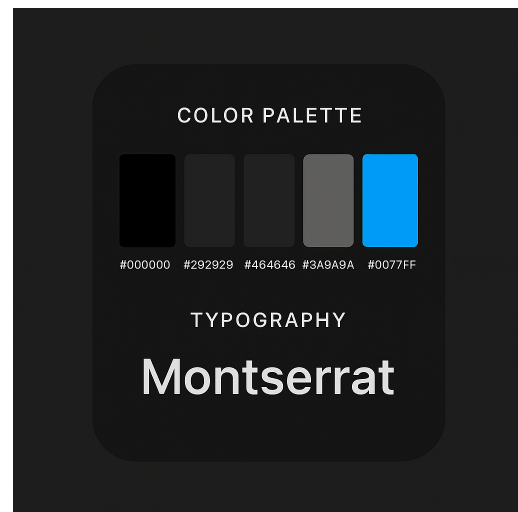 COLOR PALETTE
#000000 #292929 #464646 #3A9A9A #0077FF
TYPOGRAPHY
Montserrat